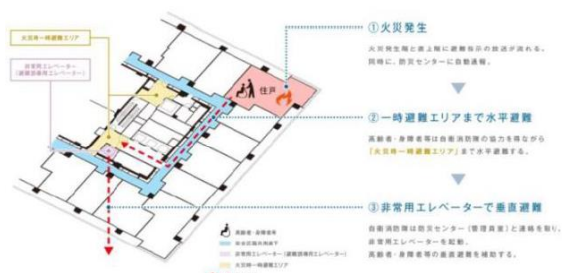 火災時一時避難エリア
非常用エレベーター
(避難誘導用エレベーター)
住戸
①火災発生
火災発生階と直上階に避難指示の放送が流れる。
同時に、防災センターに自動通報。
②一時避難エリアまで水平避難
高齢者・身障者等は自衛消防隊の協力を得ながら
「火災時一時避難エリア」まで水平避難する。
③非常用エレベーターで垂直避難
自衛消防隊は防災センター(管理員室)と連絡を取り、
非常用エレベーターを起動。
高齢者・身障者等の垂直避難を補助する。
高齢者・身障者等
非常用エレベーター(避難誘導用エレベーター)
火災時一時避難エリア